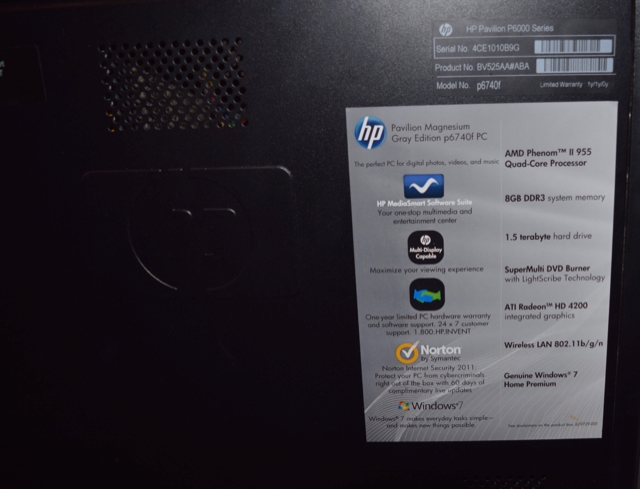 hp HP Pavilion P6000 Series
Serial No. 4CE1010B9G
Product No. BV525AA#ABA
Model No. p6740f Limited Warranty 1y/1y/0y
hp Pavilion Magnesium
Gray Edition p6740f PC
The perfect PC for digital photos, videos, and music
HP MediaSmart Software Suite
Your one-stop multimedia and
entertainment center
hp
Multi-Display
Capable
Maximize your viewing experience
One-year limited PC hardware warranty
and software support. 24 x 7 customer
support. 1.800.HP.INVENT
Norton
by Symantec
Norton Internet Security 2011:
Protect your PC from cybercriminals
right out of the box with 60 days of
complimentary live updates
Windows 7
Windows® 7 makes everyday tasks simple—
and makes new things possible.
AMD Phenom™ II 955
Quad-Core Processor
8GB DDR3 system memory
1.5 terabyte hard drive
SuperMulti DVD Burner
with LightScribe Technology
ATI Radeon™ HD 4200
integrated graphics
Wireless LAN 802.11b/g/n
Genuine Windows® 7
Home Premium